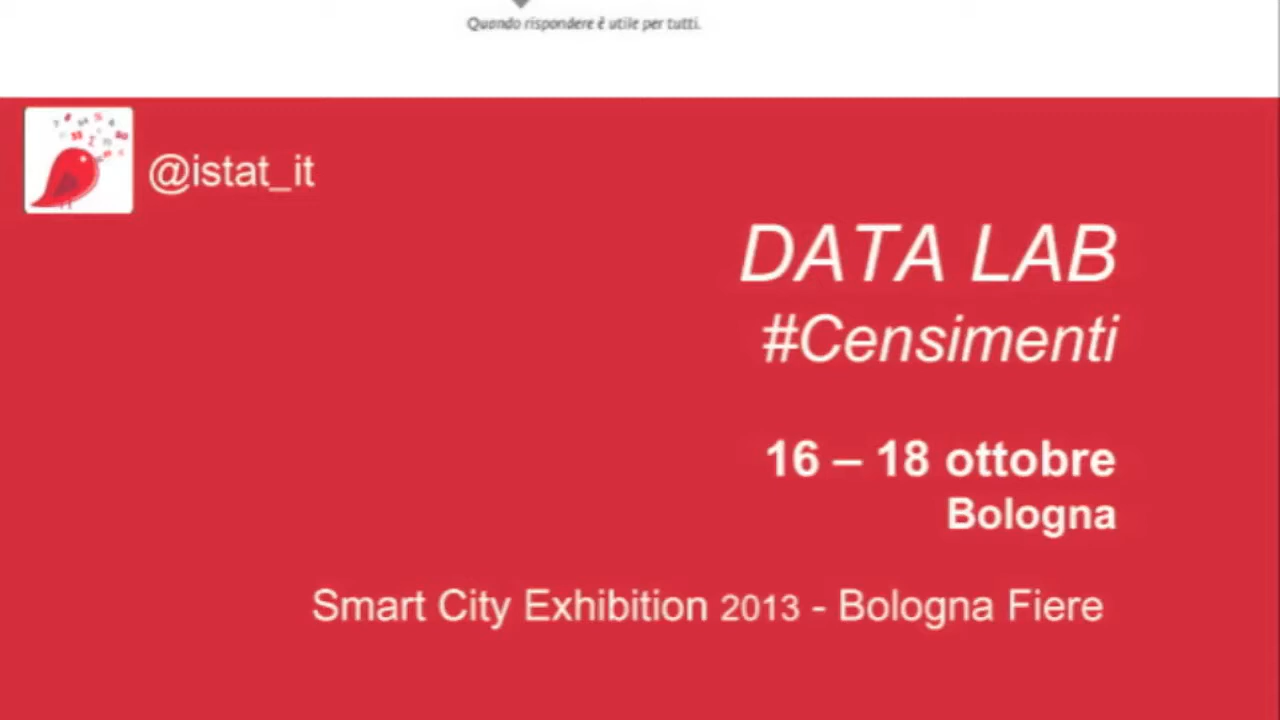 Quando rispondere è utile per tutti.
@istat_it
DATA LAB
#Censimenti
16 – 18 ottobre
Bologna
Smart City Exhibition 2013 - Bologna Fiere